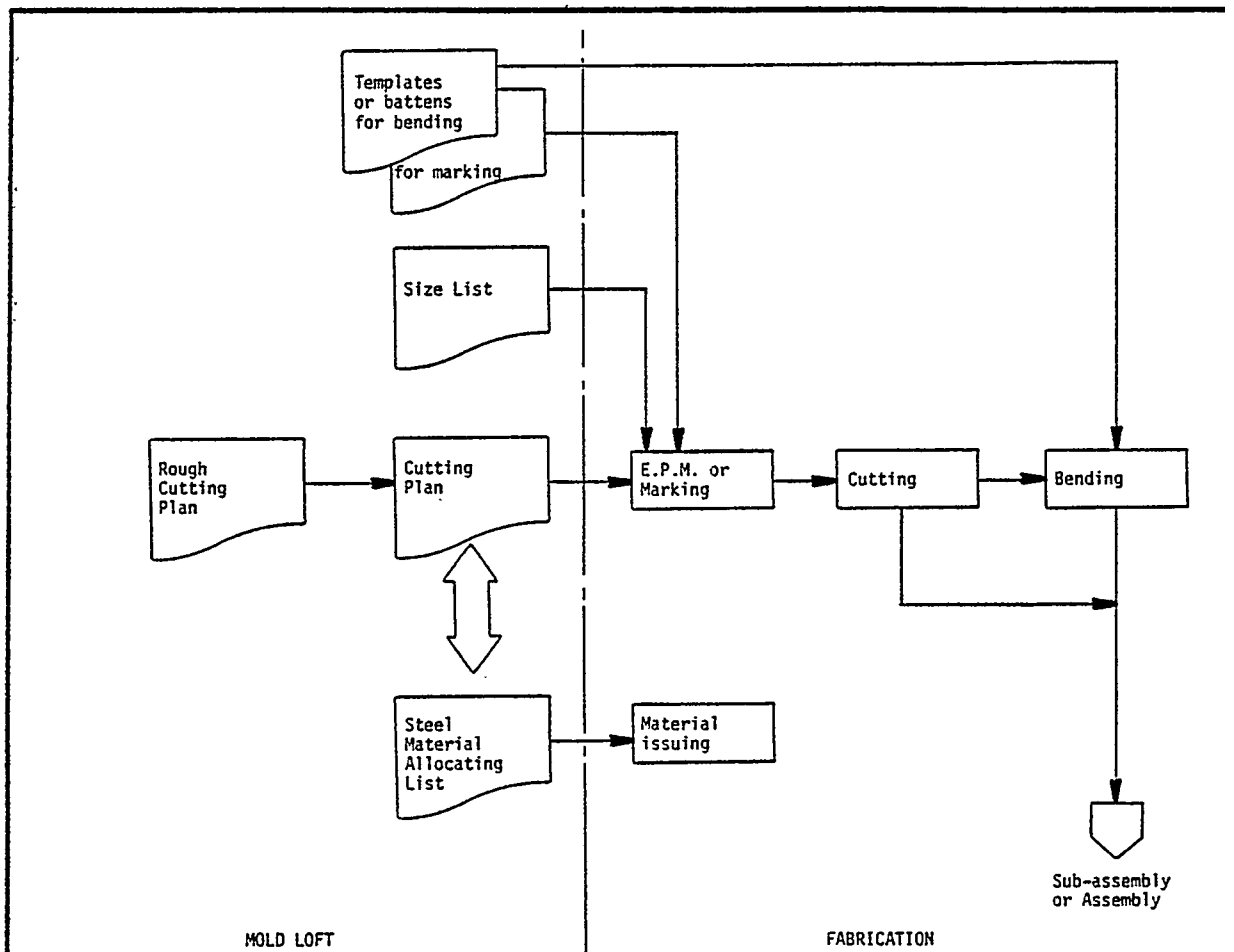 Templates
or battens
for bending
for marking
Size List
Rough
Cutting
Plan
Cutting
Plan
E.P.M. or
Marking
Cutting
Bending
Steel
Material
Allocating
List
Material
issuing
Sub-assembly
or Assembly
MOLD LOFT
FABRICATION